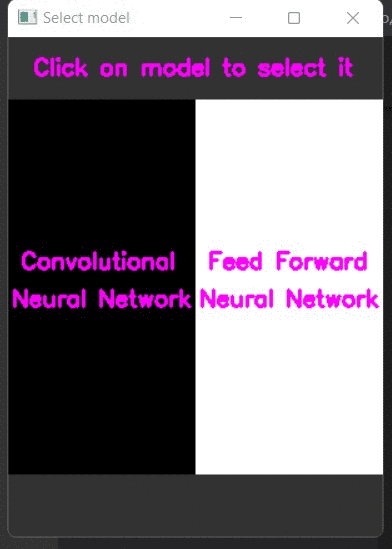 Select model
Click on model to select it
Convolutional
Neural Network
Feed Forward
Neural Network